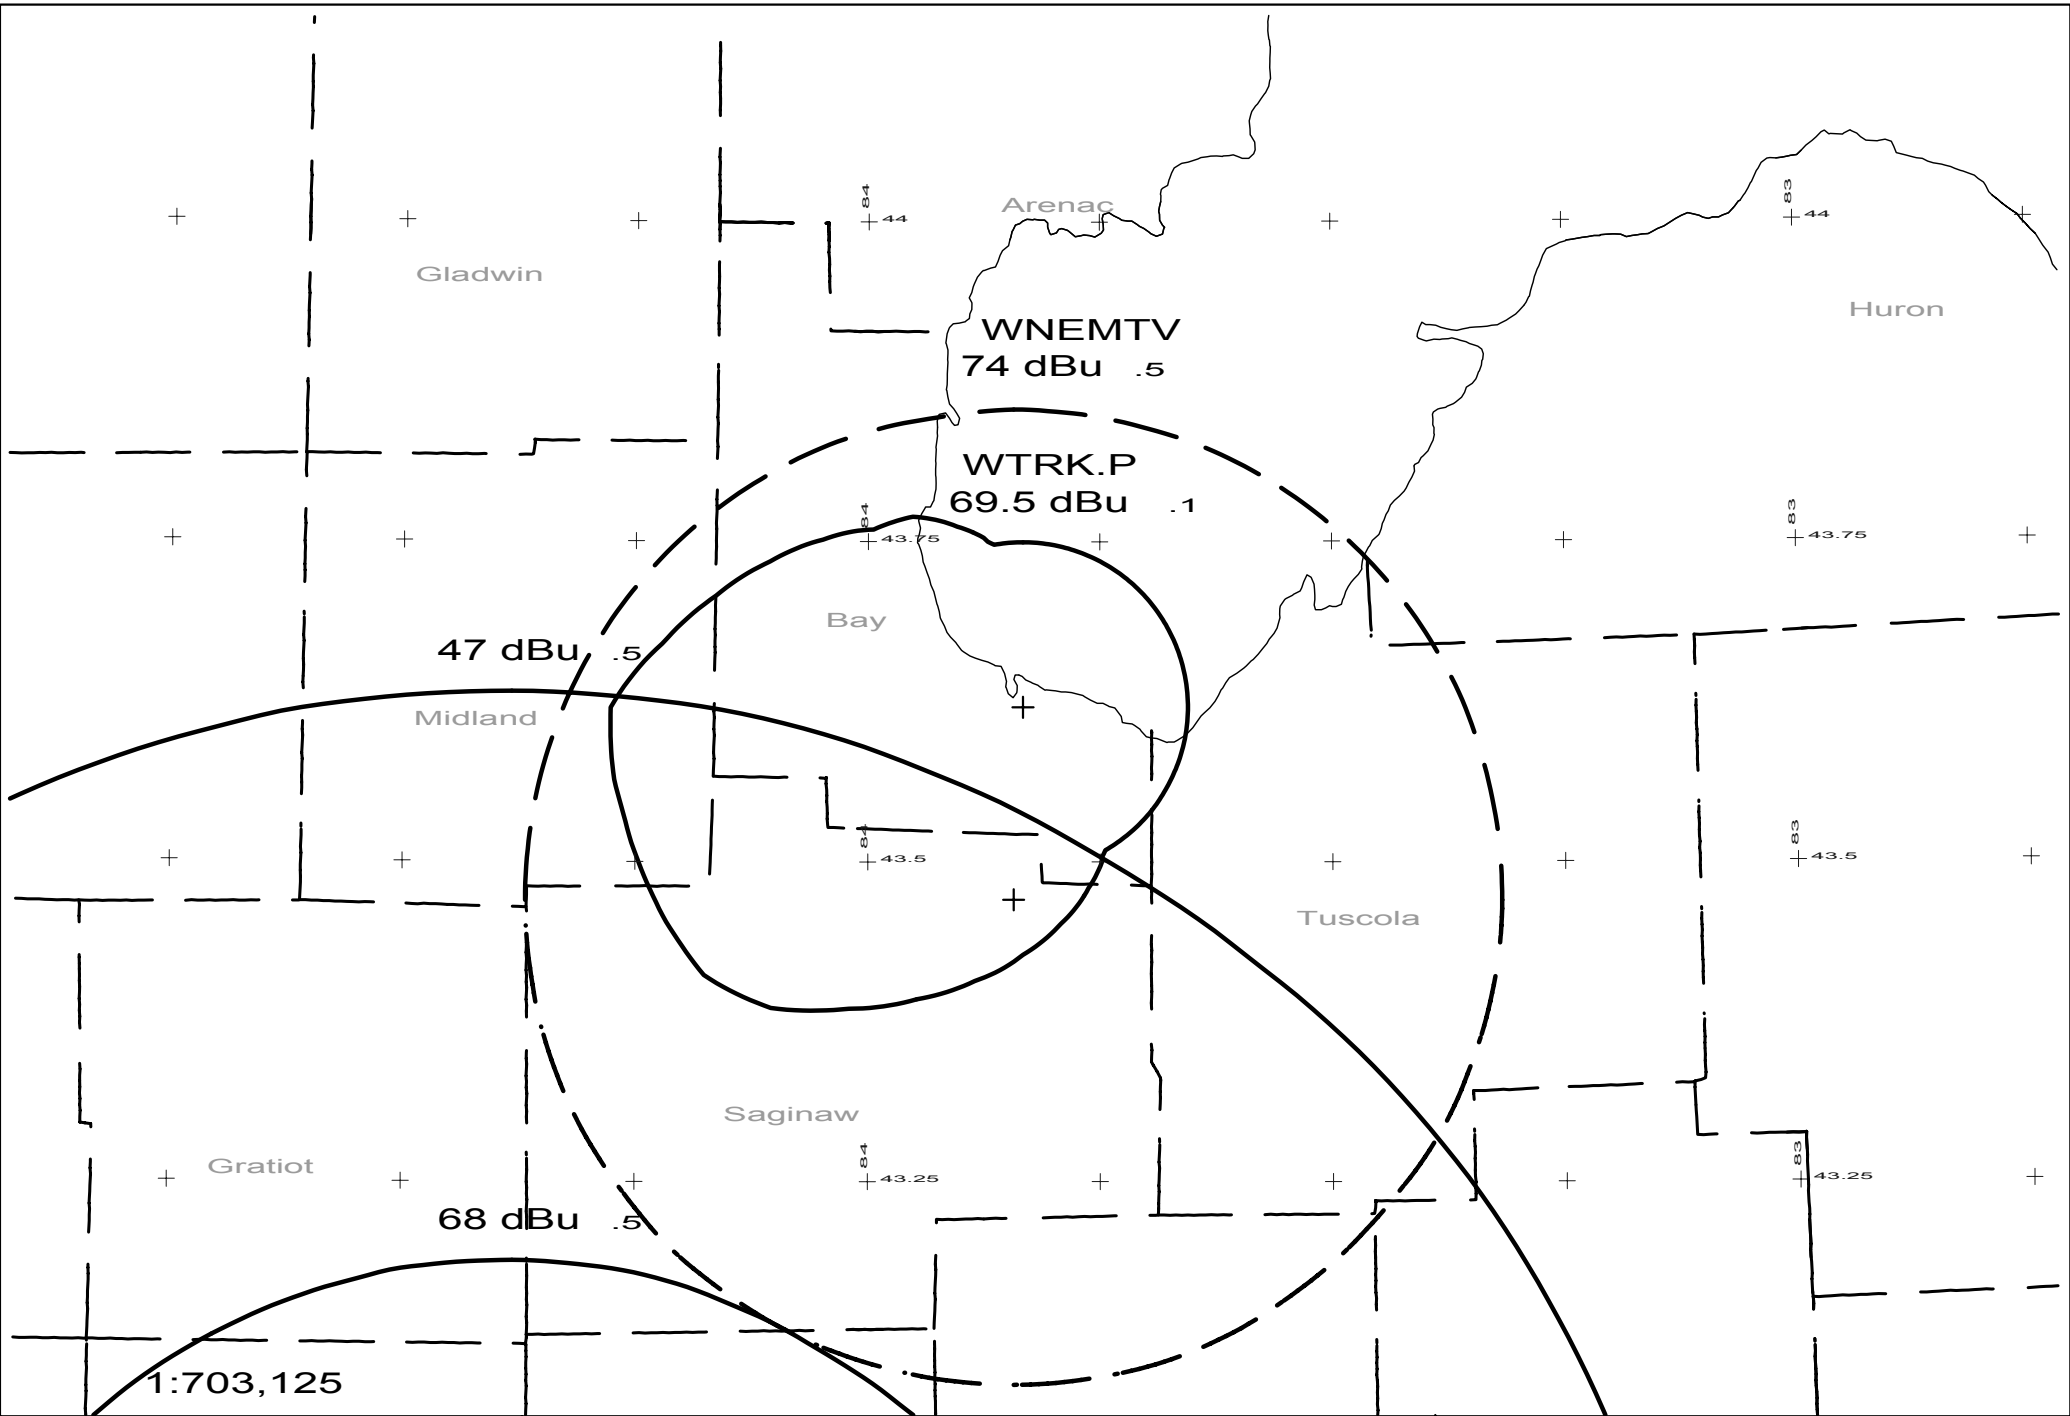 84
44
Arenac
83
44
Gladwin
Huron
WNEMTV
74 dBu .5
WTRK.P
69.5 dBu .1
84
43.75
83
43.75
Bay
47 dBu .5
Midland
84
43.5
83
43.5
Tuscola
Saginaw
84
43.25
83
43.25
Gratiot
68 dBu .5
1:703,125